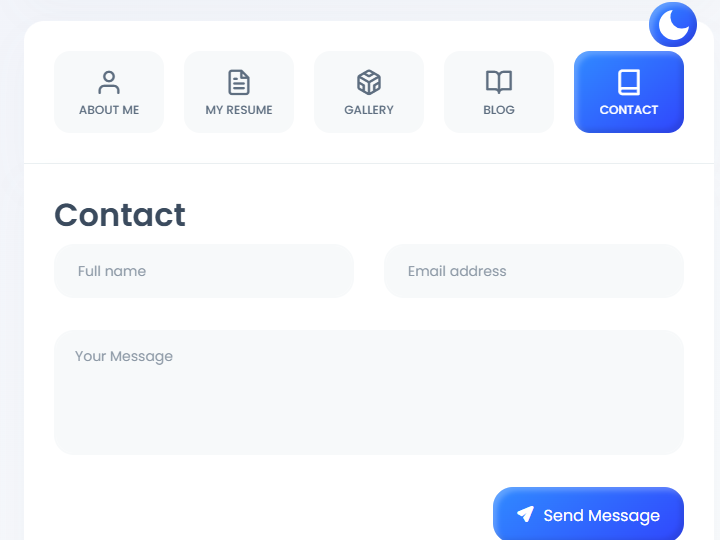 ABOUT ME
MY RESUME
GALLERY
BLOG
CONTACT
Contact
Full name
Email address
Your Message
Send Message